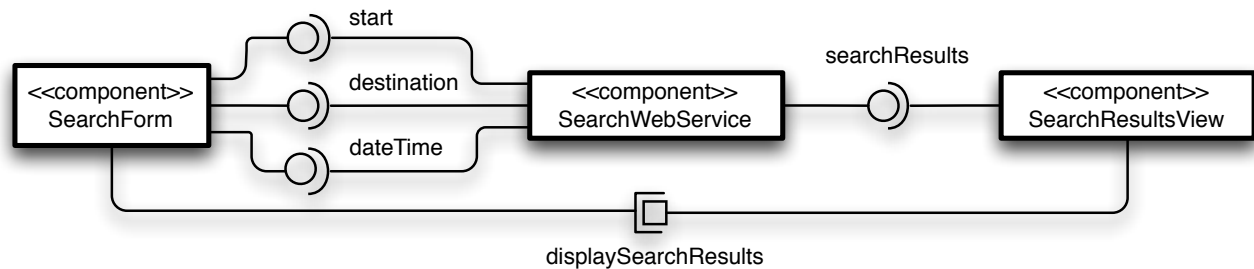 start
destination
dateTime
<<component>>
SearchForm
<<component>>
SearchWebService
searchResults
<<component>>
SearchResultsView
displaySearchResults